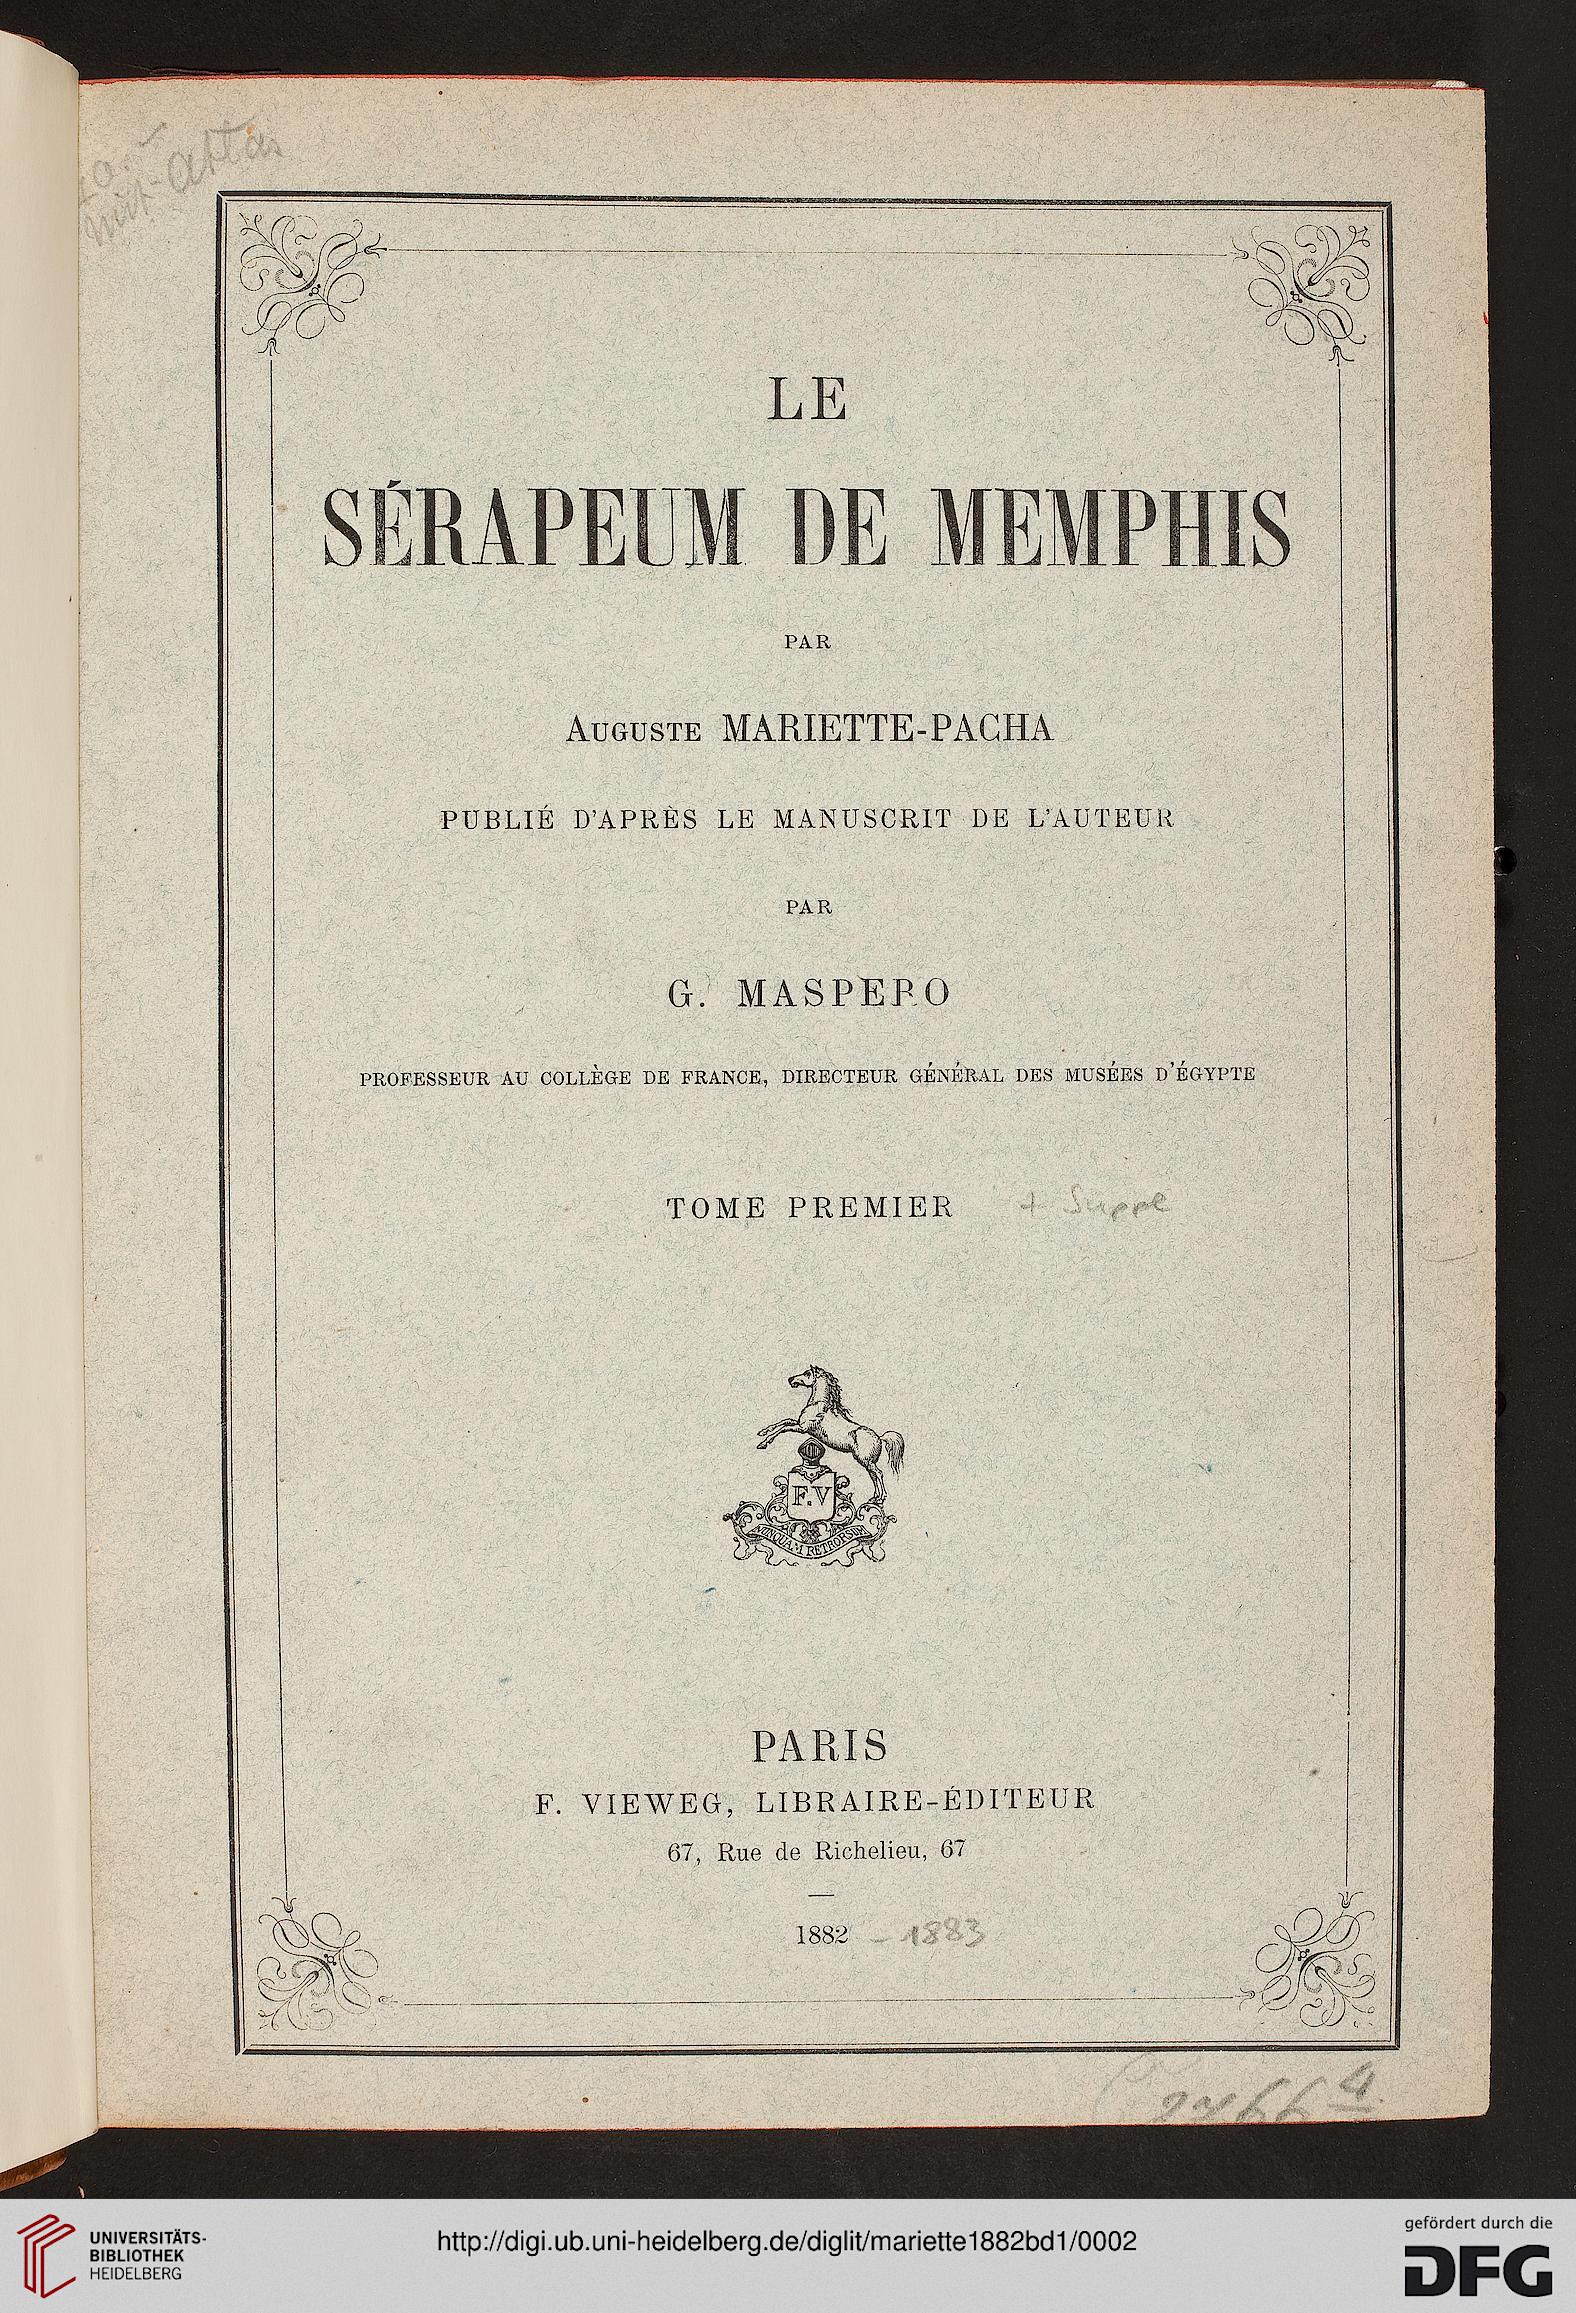 LE
SÉRAPEUM DE MEMPHIS
PAR
AUGUSTE MARIETTE-PACHA
PUBLIÉ D'APRÈS LE MANUSCRIT DE L'AUTEUR
PAR
G. MASPERO
PROFESSEUR AU COLLÈGE DE FRANCE, DIRECTEUR GÉNÉRAL DES MUSÉES D'ÉGYPTE
TOME PREMIER + Suppl
F.V
NUNQUAM RETRORSUM
PARIS
F. VIEWEG, LIBRAIRE-ÉDITEUR
67, Rue de Richelieu, 67
1882 – 1883
UNIVERSITÄTS-
BIBLIOTHEK
HEIDELBERG
http://digi.ub.uni-heidelberg.de/diglit/mariette1882bd1/0002
gefördert durch die
DFG